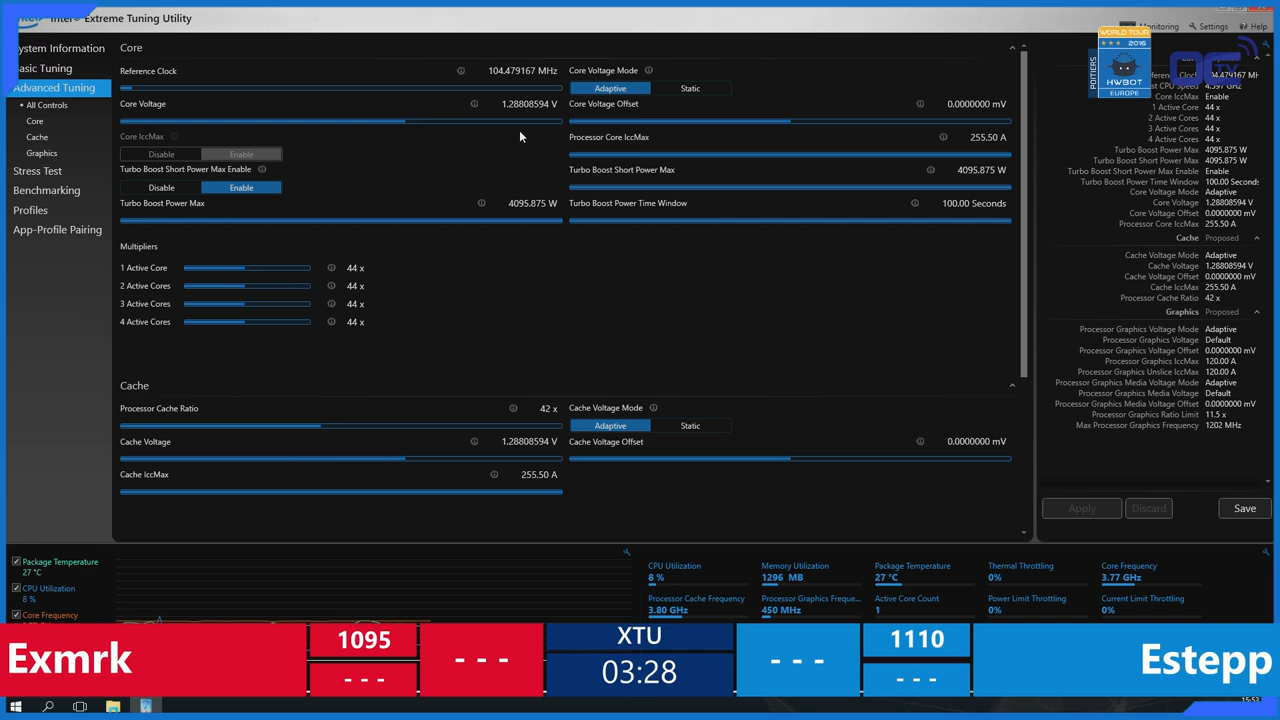 Intel® Extreme Tuning Utility
Monitoring
Settings
Help
System Information
Basic Tuning
Advanced Tuning
• All Controls
Core
Cache
Graphics
Stress Test
Benchmarking
Profiles
App-Profile Pairing
Core
Reference Clock 104.479167 MHz
Core Voltage 1.28808594 V
Core IccMax
Disable Enable
Turbo Boost Short Power Max Enable
Disable Enable
Turbo Boost Power Max 4095.875 W
Core Voltage Mode
Adaptive Static
Core Voltage Offset 0.0000000 mV
Processor Core IccMax 255.50 A
Turbo Boost Short Power Max 4095.875 W
Turbo Boost Power Time Window 100.00 Seconds
Multipliers
1 Active Core 44 x
2 Active Cores 44 x
3 Active Cores 44 x
4 Active Cores 44 x
Cache
Processor Cache Ratio 42 x
Cache Voltage 1.28808594 V
Cache IccMax 255.50 A
Cache Voltage Mode
Adaptive Static
Cache Voltage Offset 0.0000000 mV
WORLD TOUR
2016
POITIERS
HWBOT
EUROPE
OCTV
104.479167 MH
4.597 GHz
Core IccMax Enable
1 Active Core 44 x
2 Active Cores 44 x
3 Active Cores 44 x
4 Active Cores 44 x
Turbo Boost Power Max 4095.875 W
Turbo Boost Short Power Max 4095.875 W
Turbo Boost Short Power Max Enable Enable
Turbo Boost Power Time Window 100.00 Second:
Core Voltage Mode Adaptive
Core Voltage 1.28808594 V
Core Voltage Offset 0.0000000 mV
Processor Core IccMax 255.50 A
Cache Proposed
Cache Voltage Mode Adaptive
Cache Voltage 1.28808594 V
Cache Voltage Offset 0.0000000 mV
Cache IccMax 255.50 A
Processor Cache Ratio 42 x
Graphics Proposed
Processor Graphics Voltage Mode Adaptive
Processor Graphics Voltage Default
Processor Graphics Voltage Offset 0.0000000 mV
Processor Graphics IccMax 120.00 A
Processor Graphics Unslice IccMax 120.00 A
Processor Graphics Media Voltage Mode Adaptive
Processor Graphics Media Voltage Default
Processor Graphics Media Voltage Offset 0.0000000 mV
Processor Graphics Ratio Limit 11.5 x
Max Processor Graphics Frequency 1202 MHz
Apply Discard Save
Package Temperature
27 °C
CPU Utilization
8 %
Core Frequency
CPU Utilization
8 %
Memory Utilization
1296 MB
Package Temperature
27 °C
Thermal Throttling
0%
Core Frequency
3.77 GHz
Processor Cache Frequency
3.80 GHz
Processor Graphics Freque...
450 MHz
Active Core Count
1
Power Limit Throttling
0%
Current Limit Throttling
0%
Exmrk
1095
- - -
- - -
XTU
03:28
- - -
1110
- - -
Estepp
15:53